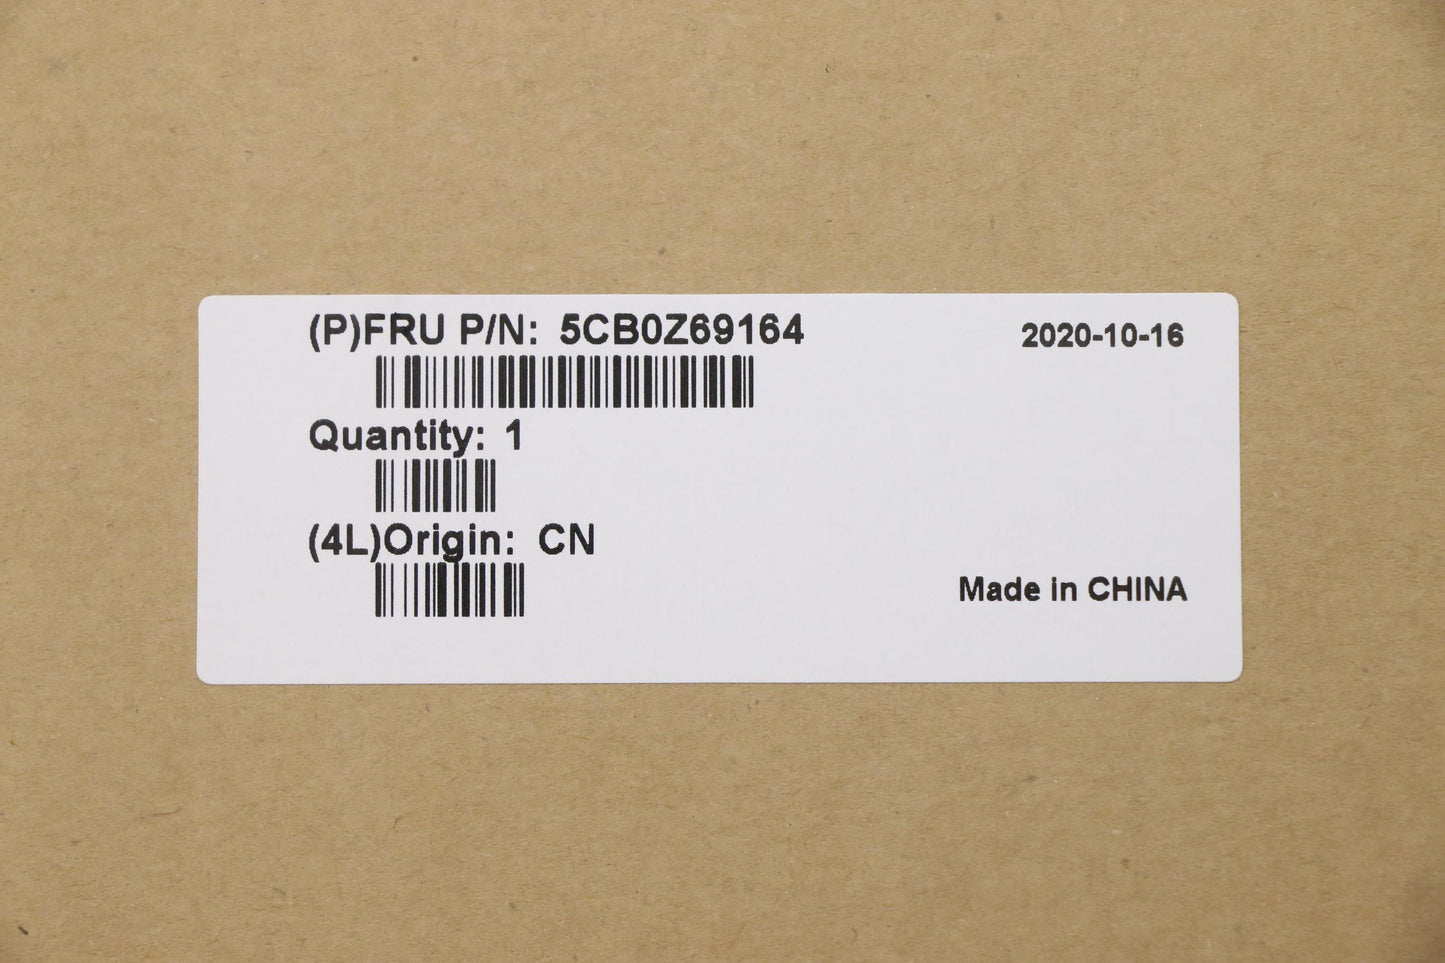 (P)FRU P/N: 5CB0Z69164
2020-10-16
Quantity: 1
(4L)Origin: CN
Made in CHINA